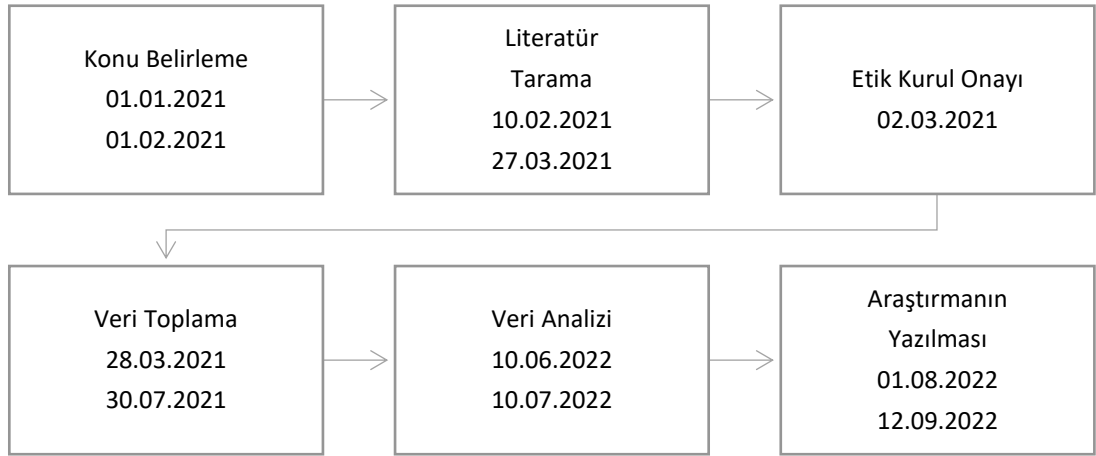 Konu Belirleme
01.01.2021
01.02.2021
Literatür
Tarama
10.02.2021
27.03.2021
Etik Kurul Onayı
02.03.2021
Veri Toplama
28.03.2021
30.07.2021
Veri Analizi
10.06.2022
10.07.2022
Araştırmanın
Yazılması
01.08.2022
12.09.2022